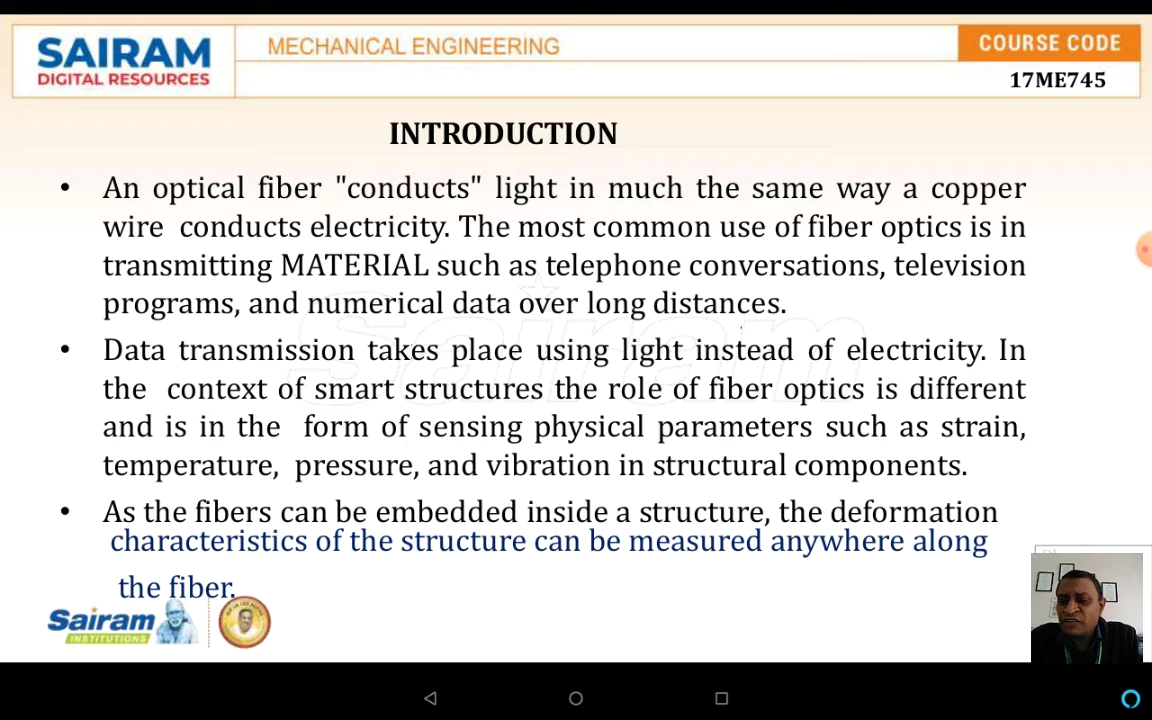 SAIRAM
DIGITAL RESOURCES
MECHANICAL ENGINEERING
COURSE CODE
17ME745
INTRODUCTION
• An optical fiber "conducts" light in much the same way a copper
wire conducts electricity. The most common use of fiber optics is in
transmitting MATERIAL such as telephone conversations, television
programs, and numerical data over long distances.
• Data transmission takes place using light instead of electricity. In
the context of smart structures the role of fiber optics is different
and is in the form of sensing physical parameters such as strain,
temperature, pressure, and vibration in structural components.
• As the fibers can be embedded inside a structure, the deformation
characteristics of the structure can be measured anywhere along
the fiber.
Sairam
INSTITUTIONS
Sairam